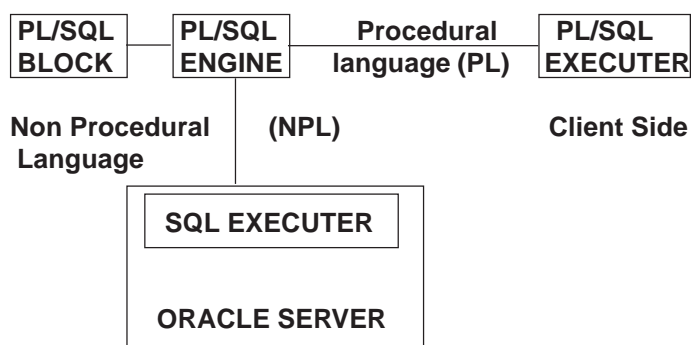 PL/SQL
BLOCK
PL/SQL
ENGINE
Procedural
language (PL)
PL/SQL
EXECUTER
Non Procedural
Language
(NPL)
Client Side
SQL EXECUTER
ORACLE SERVER